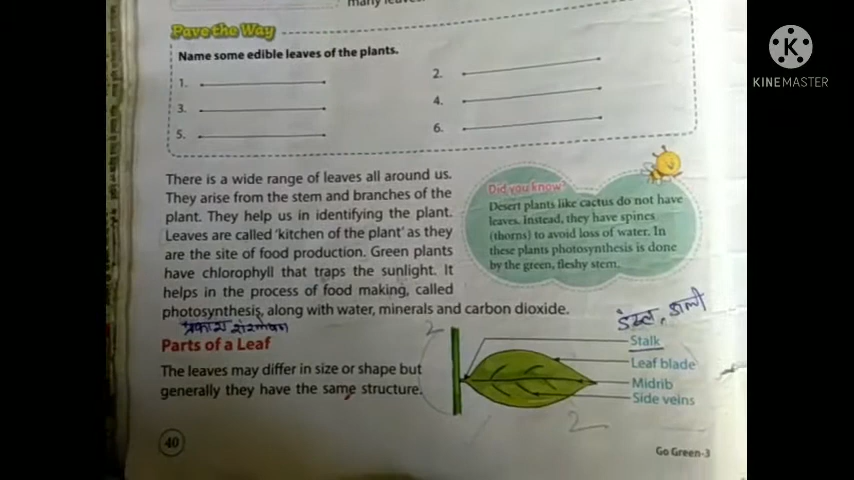 many leave
Pave the Way
Name some edible leaves of the plants.
1.
2.
3.
4.
5.
6.
There is a wide range of leaves all around us.
They arise from the stem and branches of the
plant. They help us in identifying the plant.
Leaves are called 'kitchen of the plant' as they
are the site of food production. Green plants
have chlorophyll that traps the sunlight. It
helps in the process of food making, called
photosynthesis, along with water, minerals and carbon dioxide.
Did you know?
Desert plants like cactus do not have
leaves. Instead, they have spines
(thorns) to avoid loss of water. In
these plants photosynthesis is done
by the green, fleshy stem.
डंठल, डाली
Parts of a Leaf
The leaves may differ in size or shape but
generally they have the same structure.
2
Stalk
Leaf blade
Midrib
Side veins
2
40
Go Green-3
K
KINEMASTER